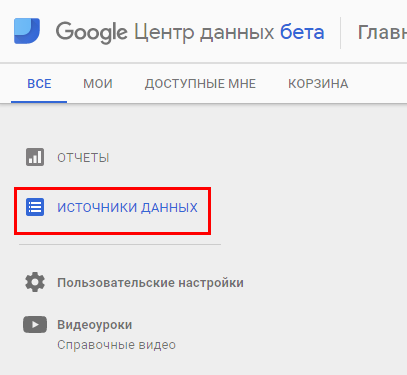 Google Центр данных бета
Главн
ВСЕ МОИ ДОСТУПНЫЕ МНЕ КОРЗИНА
ОТЧЕТЫ
ИСТОЧНИКИ ДАННЫХ
Пользовательские настройки
Видеоуроки
Справочные видео